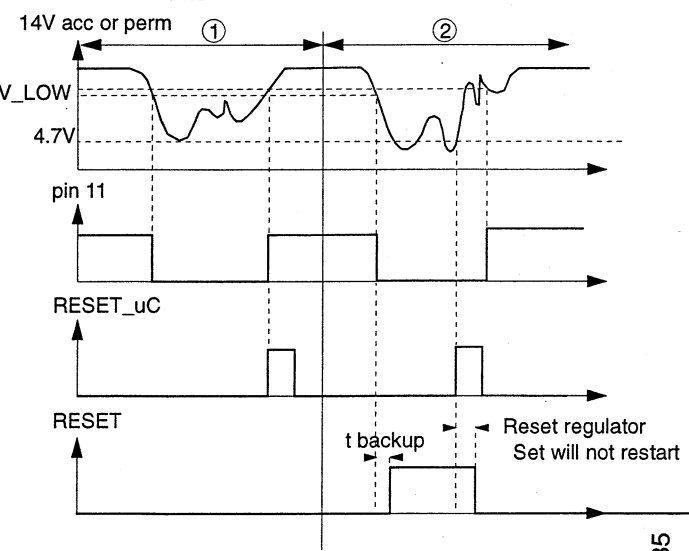 14V acc or perm
1
2
V_LOW
4.7V
pin 11
RESET_uC
RESET
t backup
Reset regulator
Set will not restart